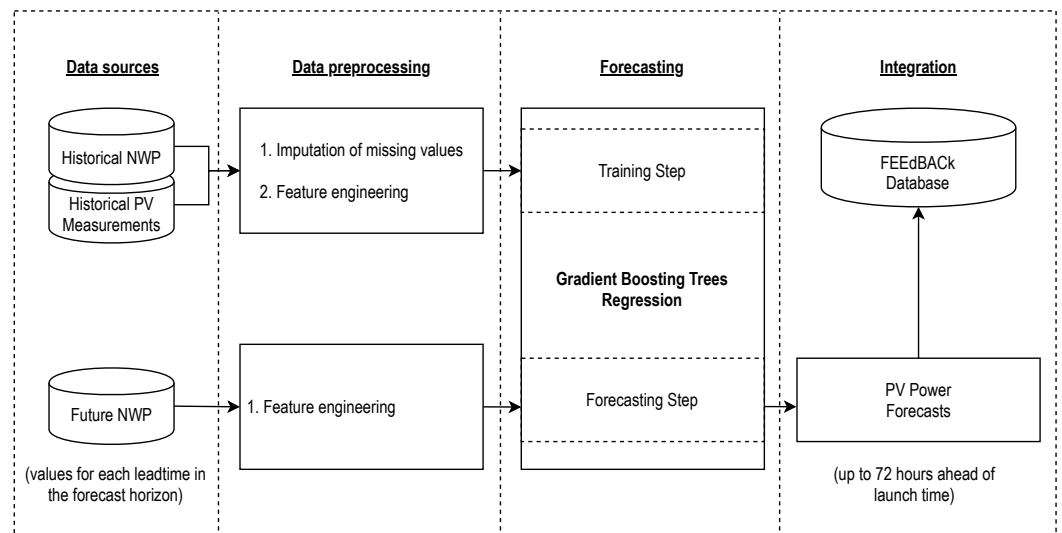 Data sources
Data preprocessing
Forecasting
Integration
Historical NWP
Historical PV
Measurements
1. Imputation of missing values
2. Feature engineering
Training Step
FEEdBACk
Database
Gradient Boosting Trees
Regression
Future NWP
1. Feature engineering
Forecasting Step
PV Power
Forecasts
(values for each leadtime in
the forecast horizon)
(up to 72 hours ahead of
launch time)